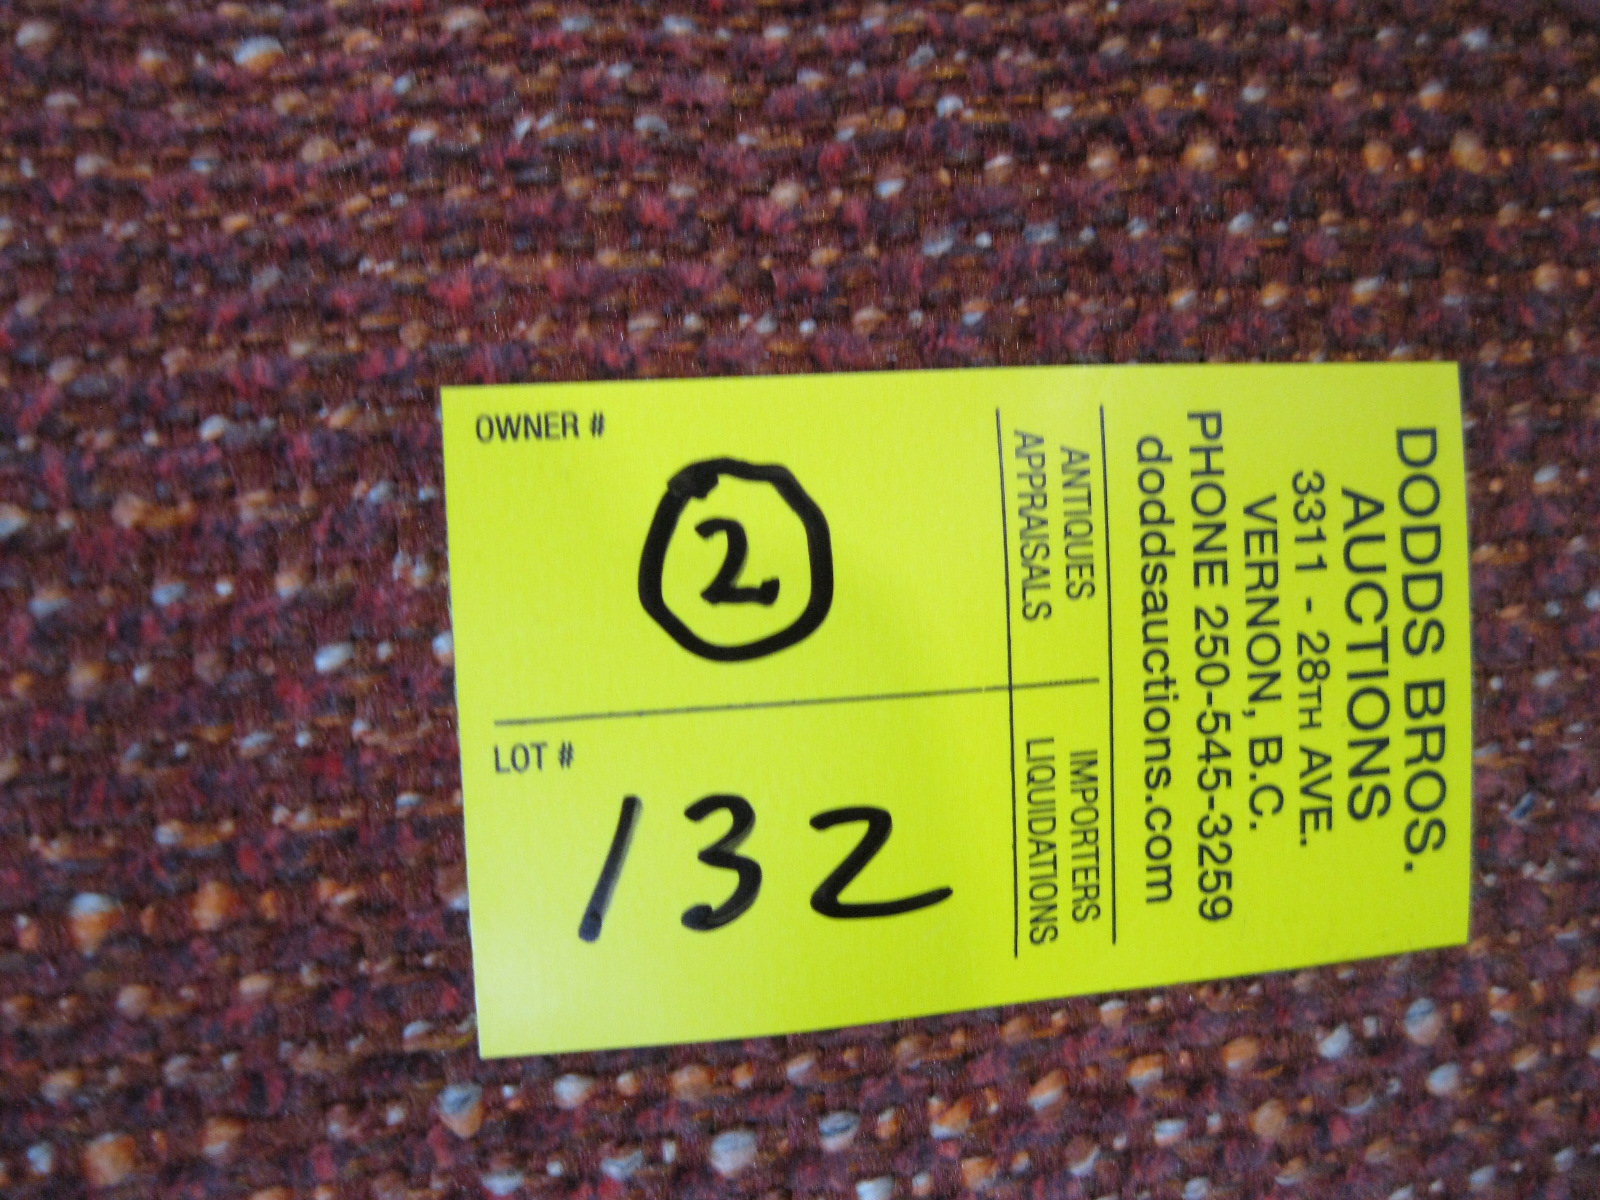 DODDS BROS.
AUCTIONS
3311 - 28TH AVE.
VERNON, B.C.
PHONE 250-545-3259
doddsauctions.com
ANTIQUES IMPORTERS
APPRAISALS LIQUIDATIONS
OWNER #
2
LOT #
132